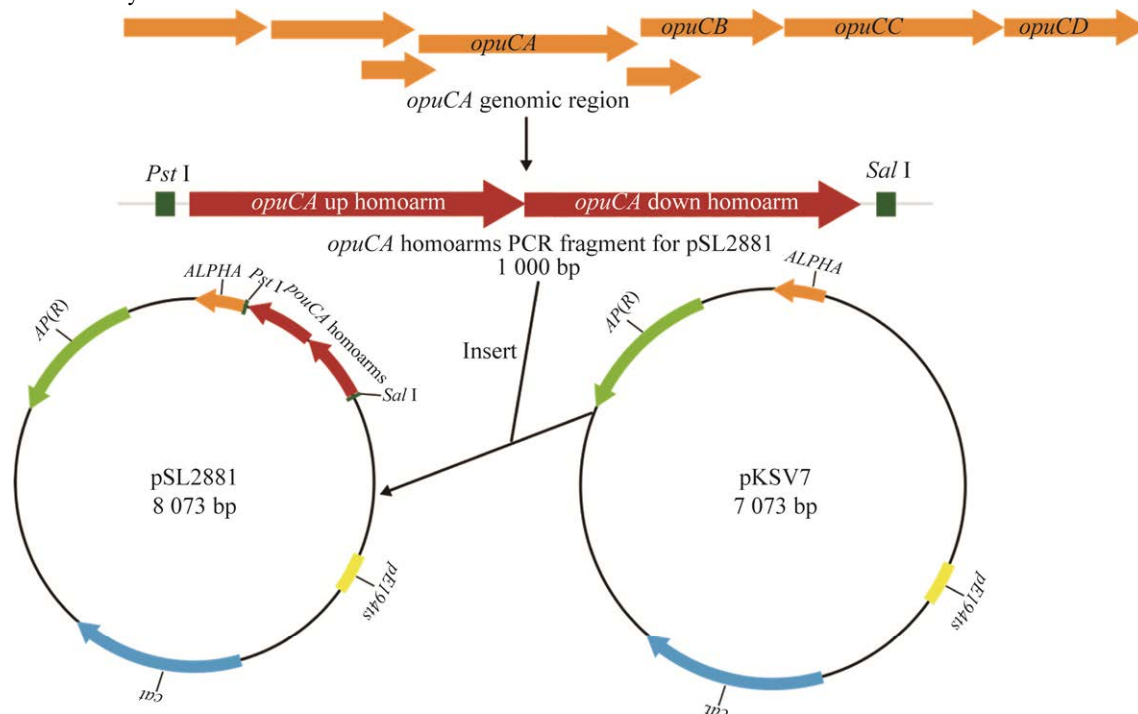 opuCA
opuCB
opuCC
opuCD
opuCA genomic region
Pst I
Sal I
opuCA up homoarm
opuCA down homoarm
opuCA homoarms PCR fragment for pSL2881
1 000 bp
Insert
ALPHA
Pst I
pouCA homoarms
Sal I
AP(R)
pSL2881
8 073 bp
pE194ts
cat
ALPHA
AP(R)
pKSV7
7 073 bp
pE194ts
cat